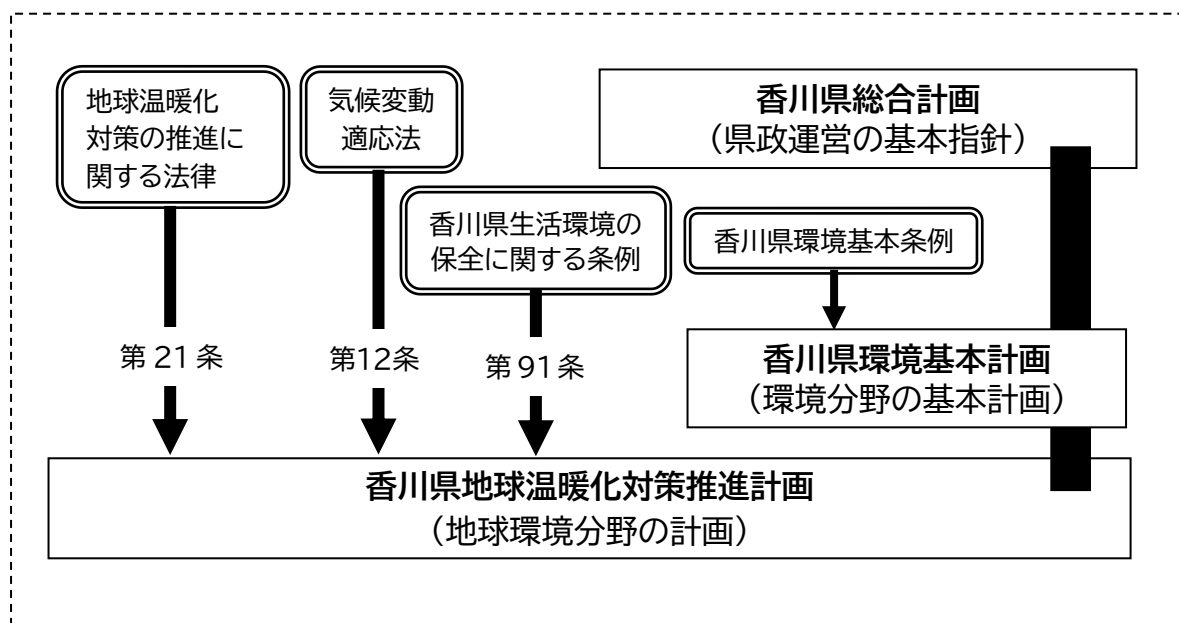 地球温暖化
対策の推進に
関する法律
気候変動
適応法
香川県総合計画
（県政運営の基本指針）
香川県生活環境の
保全に関する条例
香川県環境基本条例
第 21 条
第12条
第 91 条
香川県環境基本計画
（環境分野の基本計画）
香川県地球温暖化対策推進計画
（地球環境分野の計画）